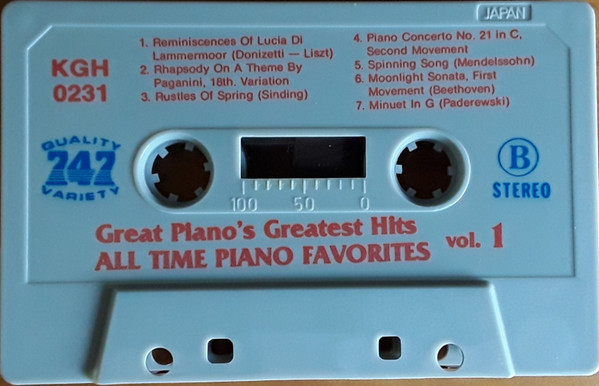 JAPAN
KGH
0231
1. Reminiscences Of Lucia Di
Lammermoor (Donizetti — Liszt)
2. Rhapsody On A Theme By
Paganini, 18th. Variation
3. Rustles Of Spring (Sinding)
4. Piano Concerto No. 21 in C,
Second Movement
5. Spinning Song (Mendelssohn)
6. Moonlight Sonata, First
Movement (Beethoven)
7. Minuet In G (Paderewski)
QUALITY
747
VARIETY
B
STEREO
100 50 0
Great Piano's Greatest Hits
ALL TIME PIANO FAVORITES vol. 1